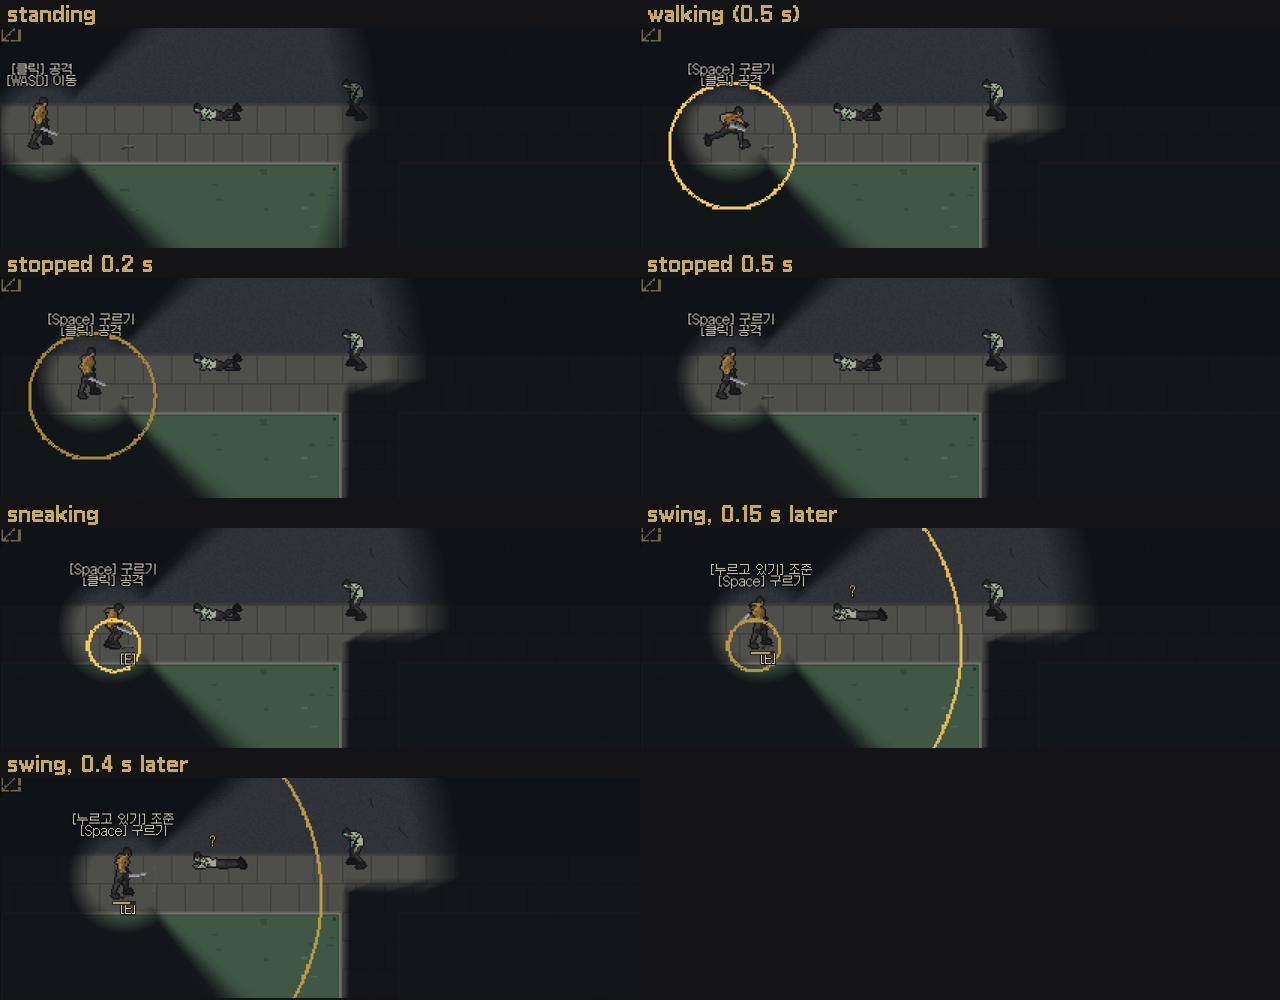 standing
[클릭] 공격
[WASD] 이동
walking (0.5 s)
[Space] 구르기
[클릭] 공격
stopped 0.2 s
[Space] 구르기
[클릭] 공격
stopped 0.5 s
[Space] 구르기
[클릭] 공격
sneaking
[Space] 구르기
[클릭] 공격
[E]
swing, 0.15 s later
[누르고 있기] 조준
[Space] 구르기
?
[E]
swing, 0.4 s later
[누르고 있기] 조준
[Space] 구르기
?
[E]